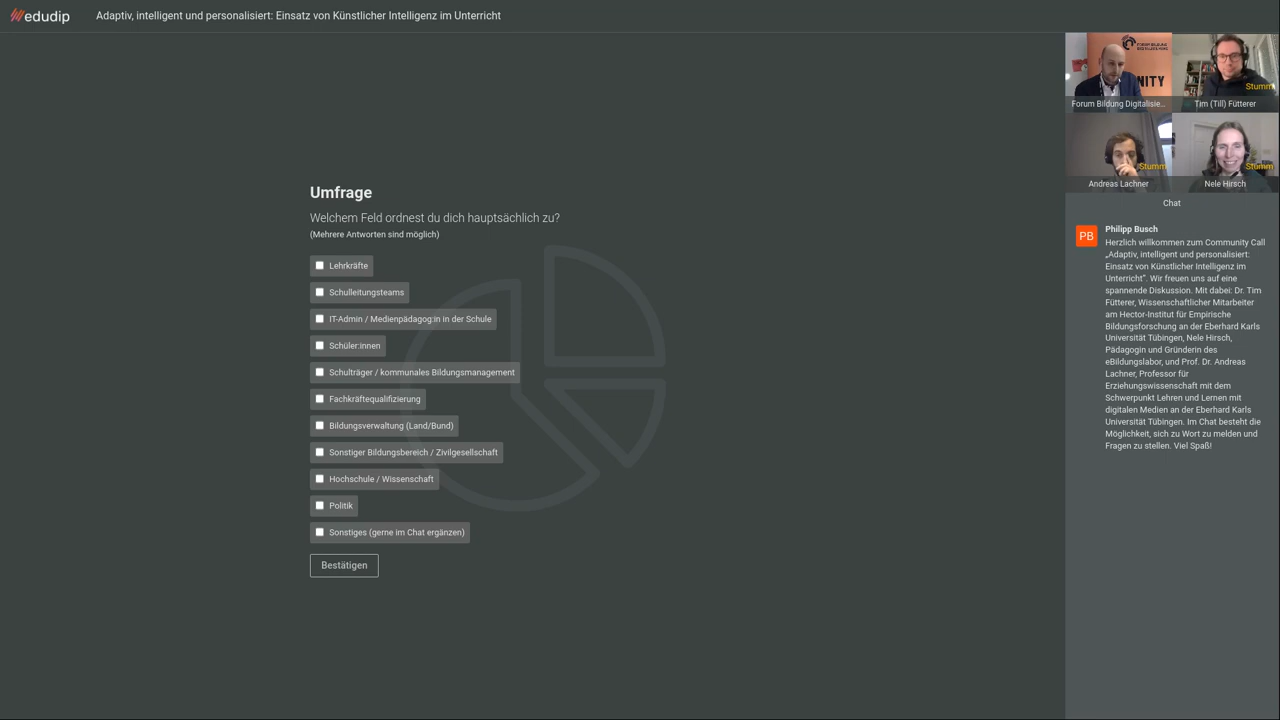 edudip
Adaptiv, intelligent und personalisiert: Einsatz von Künstlicher Intelligenz im Unterricht
FORUM BILDUNG
DIGITALISIERUNG
NITY
Stumm
Forum Bildung Digitalisie...
Tim (Till) Fütterer
Stumm
Stumm
Andreas Lachner
Nele Hirsch
Chat
Umfrage
Welchem Feld ordnest du dich hauptsächlich zu?
(Mehrere Antworten sind möglich)
Lehrkräfte
Schulleitungsteams
IT-Admin / Medienpädagog:in in der Schule
Schüler:innen
Schulträger / kommunales Bildungsmanagement
Fachkräftequalifizierung
Bildungsverwaltung (Land/Bund)
Sonstiger Bildungsbereich / Zivilgesellschaft
Hochschule / Wissenschaft
Politik
Sonstiges (gerne im Chat ergänzen)
Bestätigen
PB
Philipp Busch
Herzlich willkommen zum Community Call
„Adaptiv, intelligent und personalisiert:
Einsatz von Künstlicher Intelligenz im
Unterricht". Wir freuen uns auf eine
spannende Diskussion. Mit dabei: Dr. Tim
Fütterer, Wissenschaftlicher Mitarbeiter
am Hector-Institut für Empirische
Bildungsforschung an der Eberhard Karls
Universität Tübingen, Nele Hirsch,
Pädagogin und Gründerin des
eBildungslabor, und Prof. Dr. Andreas
Lachner, Professor für
Erziehungswissenschaft mit dem
Schwerpunkt Lehren und Lernen mit
digitalen Medien an der Eberhard Karls
Universität Tübingen. Im Chat besteht die
Möglichkeit, sich zu Wort zu melden und
Fragen zu stellen. Viel Spaß!